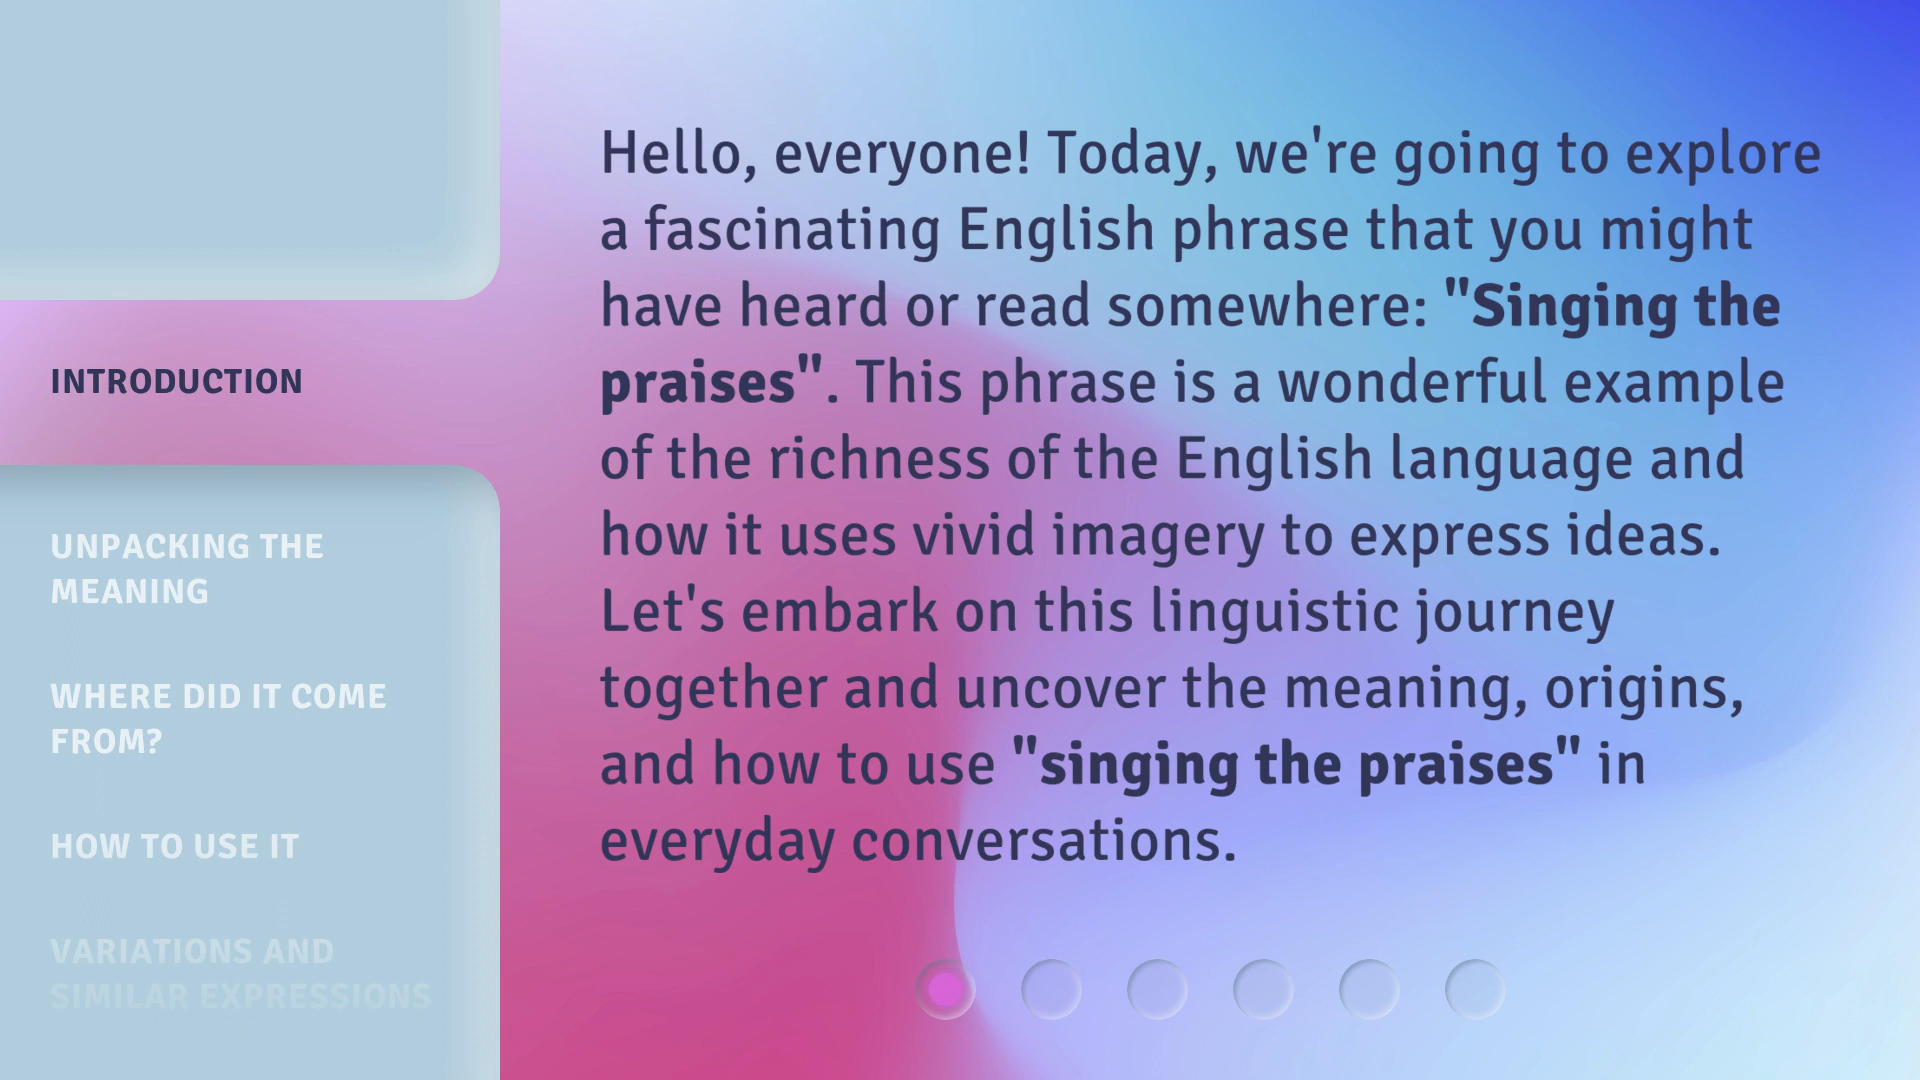 INTRODUCTION
UNPACKING THE
MEANING
WHERE DID IT COME
FROM?
HOW TO USE IT
VARIATIONS AND
SIMILAR EXPRESSIONS
Hello, everyone! Today, we're going to explore
a fascinating English phrase that you might
have heard or read somewhere: "Singing the
praises". This phrase is a wonderful example
of the richness of the English language and
how it uses vivid imagery to express ideas.
Let's embark on this linguistic journey
together and uncover the meaning, origins,
and how to use "singing the praises" in
everyday conversations.